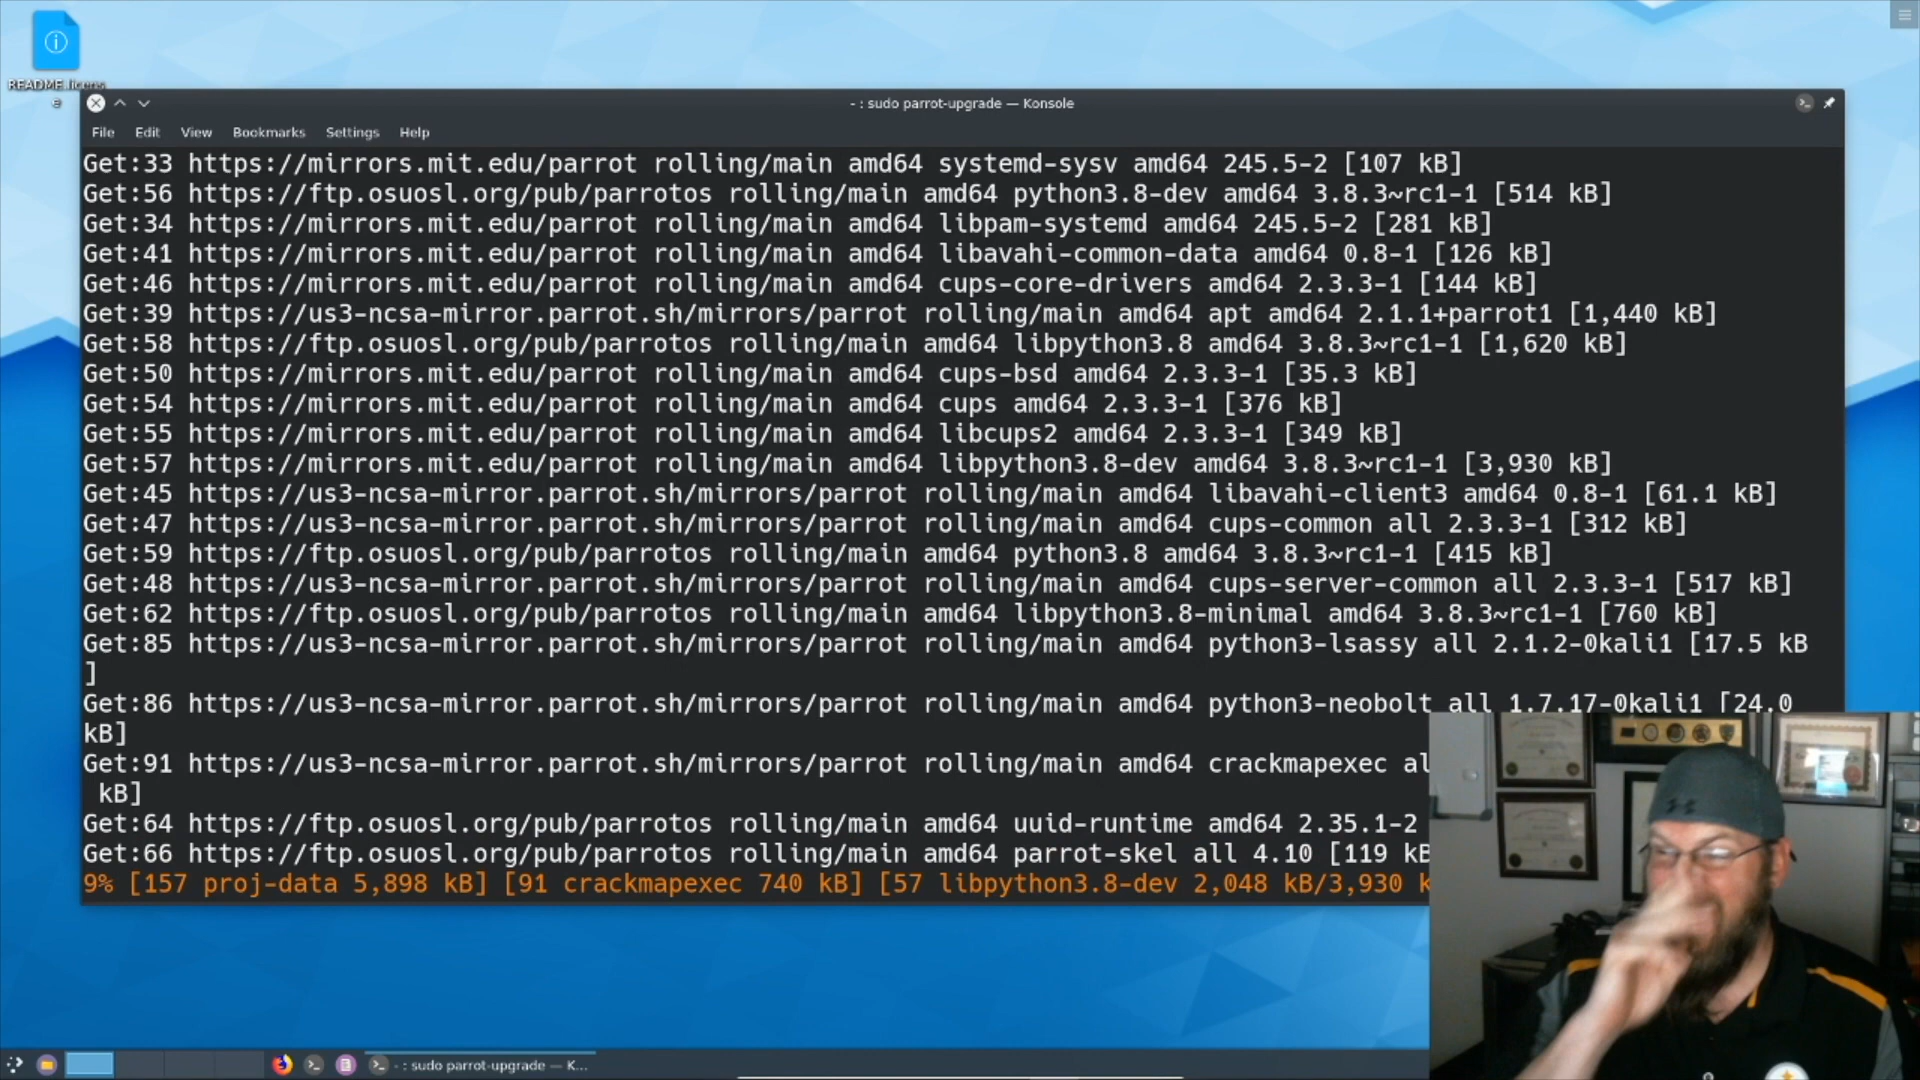 README.licens
e
- : sudo parrot-upgrade — Konsole
File Edit View Bookmarks Settings Help
Get:33 https://mirrors.mit.edu/parrot rolling/main amd64 systemd-sysv amd64 245.5-2 [107 kB]
Get:56 https://ftp.osuosl.org/pub/parrotos rolling/main amd64 python3.8-dev amd64 3.8.3~rc1-1 [514 kB]
Get:34 https://mirrors.mit.edu/parrot rolling/main amd64 libpam-systemd amd64 245.5-2 [281 kB]
Get:41 https://mirrors.mit.edu/parrot rolling/main amd64 libavahi-common-data amd64 0.8-1 [126 kB]
Get:46 https://mirrors.mit.edu/parrot rolling/main amd64 cups-core-drivers amd64 2.3.3-1 [144 kB]
Get:39 https://us3-ncsa-mirror.parrot.sh/mirrors/parrot rolling/main amd64 apt amd64 2.1.1+parrot1 [1,440 kB]
Get:58 https://ftp.osuosl.org/pub/parrotos rolling/main amd64 libpython3.8 amd64 3.8.3~rc1-1 [1,620 kB]
Get:50 https://mirrors.mit.edu/parrot rolling/main amd64 cups-bsd amd64 2.3.3-1 [35.3 kB]
Get:54 https://mirrors.mit.edu/parrot rolling/main amd64 cups amd64 2.3.3-1 [376 kB]
Get:55 https://mirrors.mit.edu/parrot rolling/main amd64 libcups2 amd64 2.3.3-1 [349 kB]
Get:57 https://mirrors.mit.edu/parrot rolling/main amd64 libpython3.8-dev amd64 3.8.3~rc1-1 [3,930 kB]
Get:45 https://us3-ncsa-mirror.parrot.sh/mirrors/parrot rolling/main amd64 libavahi-client3 amd64 0.8-1 [61.1 kB]
Get:47 https://us3-ncsa-mirror.parrot.sh/mirrors/parrot rolling/main amd64 cups-common all 2.3.3-1 [312 kB]
Get:59 https://ftp.osuosl.org/pub/parrotos rolling/main amd64 python3.8 amd64 3.8.3~rc1-1 [415 kB]
Get:48 https://us3-ncsa-mirror.parrot.sh/mirrors/parrot rolling/main amd64 cups-server-common all 2.3.3-1 [517 kB]
Get:62 https://ftp.osuosl.org/pub/parrotos rolling/main amd64 libpython3.8-minimal amd64 3.8.3~rc1-1 [760 kB]
Get:85 https://us3-ncsa-mirror.parrot.sh/mirrors/parrot rolling/main amd64 python3-lsassy all 2.1.2-0kali1 [17.5 kB
]
Get:86 https://us3-ncsa-mirror.parrot.sh/mirrors/parrot rolling/main amd64 python3-neobolt all 1.7.17-0kali1 [24.0
kB]
Get:91 https://us3-ncsa-mirror.parrot.sh/mirrors/parrot rolling/main amd64 crackmapexec al
kB]
Get:64 https://ftp.osuosl.org/pub/parrotos rolling/main amd64 uuid-runtime amd64 2.35.1-2
Get:66 https://ftp.osuosl.org/pub/parrotos rolling/main amd64 parrot-skel all 4.10 [119 kB
9% [157 proj-data 5,898 kB] [91 crackmapexec 740 kB] [57 libpython3.8-dev 2,048 kB/3,930 k
- : sudo parrot-upgrade — K...